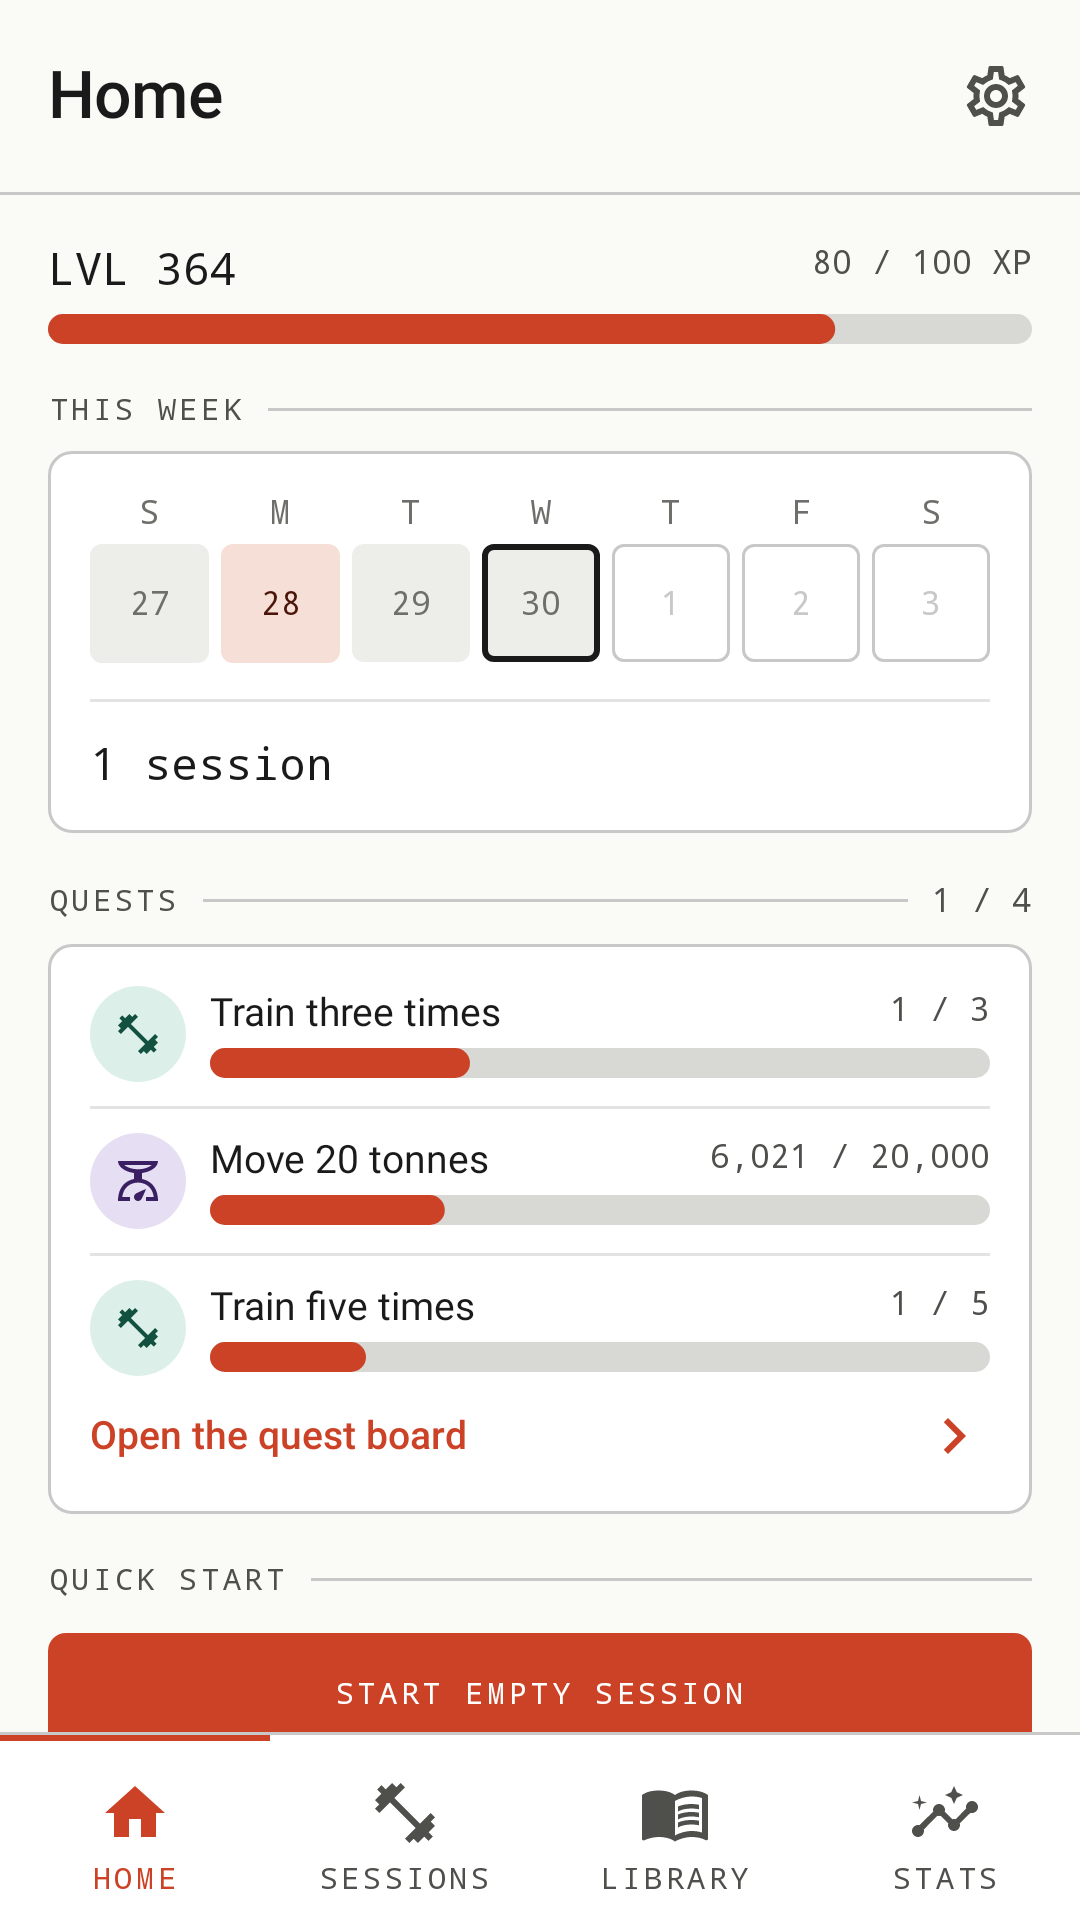 Home
LVL 364
80 / 100 XP
THIS WEEK
S M T W T F S
27 28 29 30 1 2 3
1 session
QUESTS
1 / 4
Train three times
1 / 3
Move 20 tonnes
6,021 / 20,000
Train five times
1 / 5
Open the quest board
QUICK START
START EMPTY SESSION
HOME
SESSIONS
LIBRARY
STATS